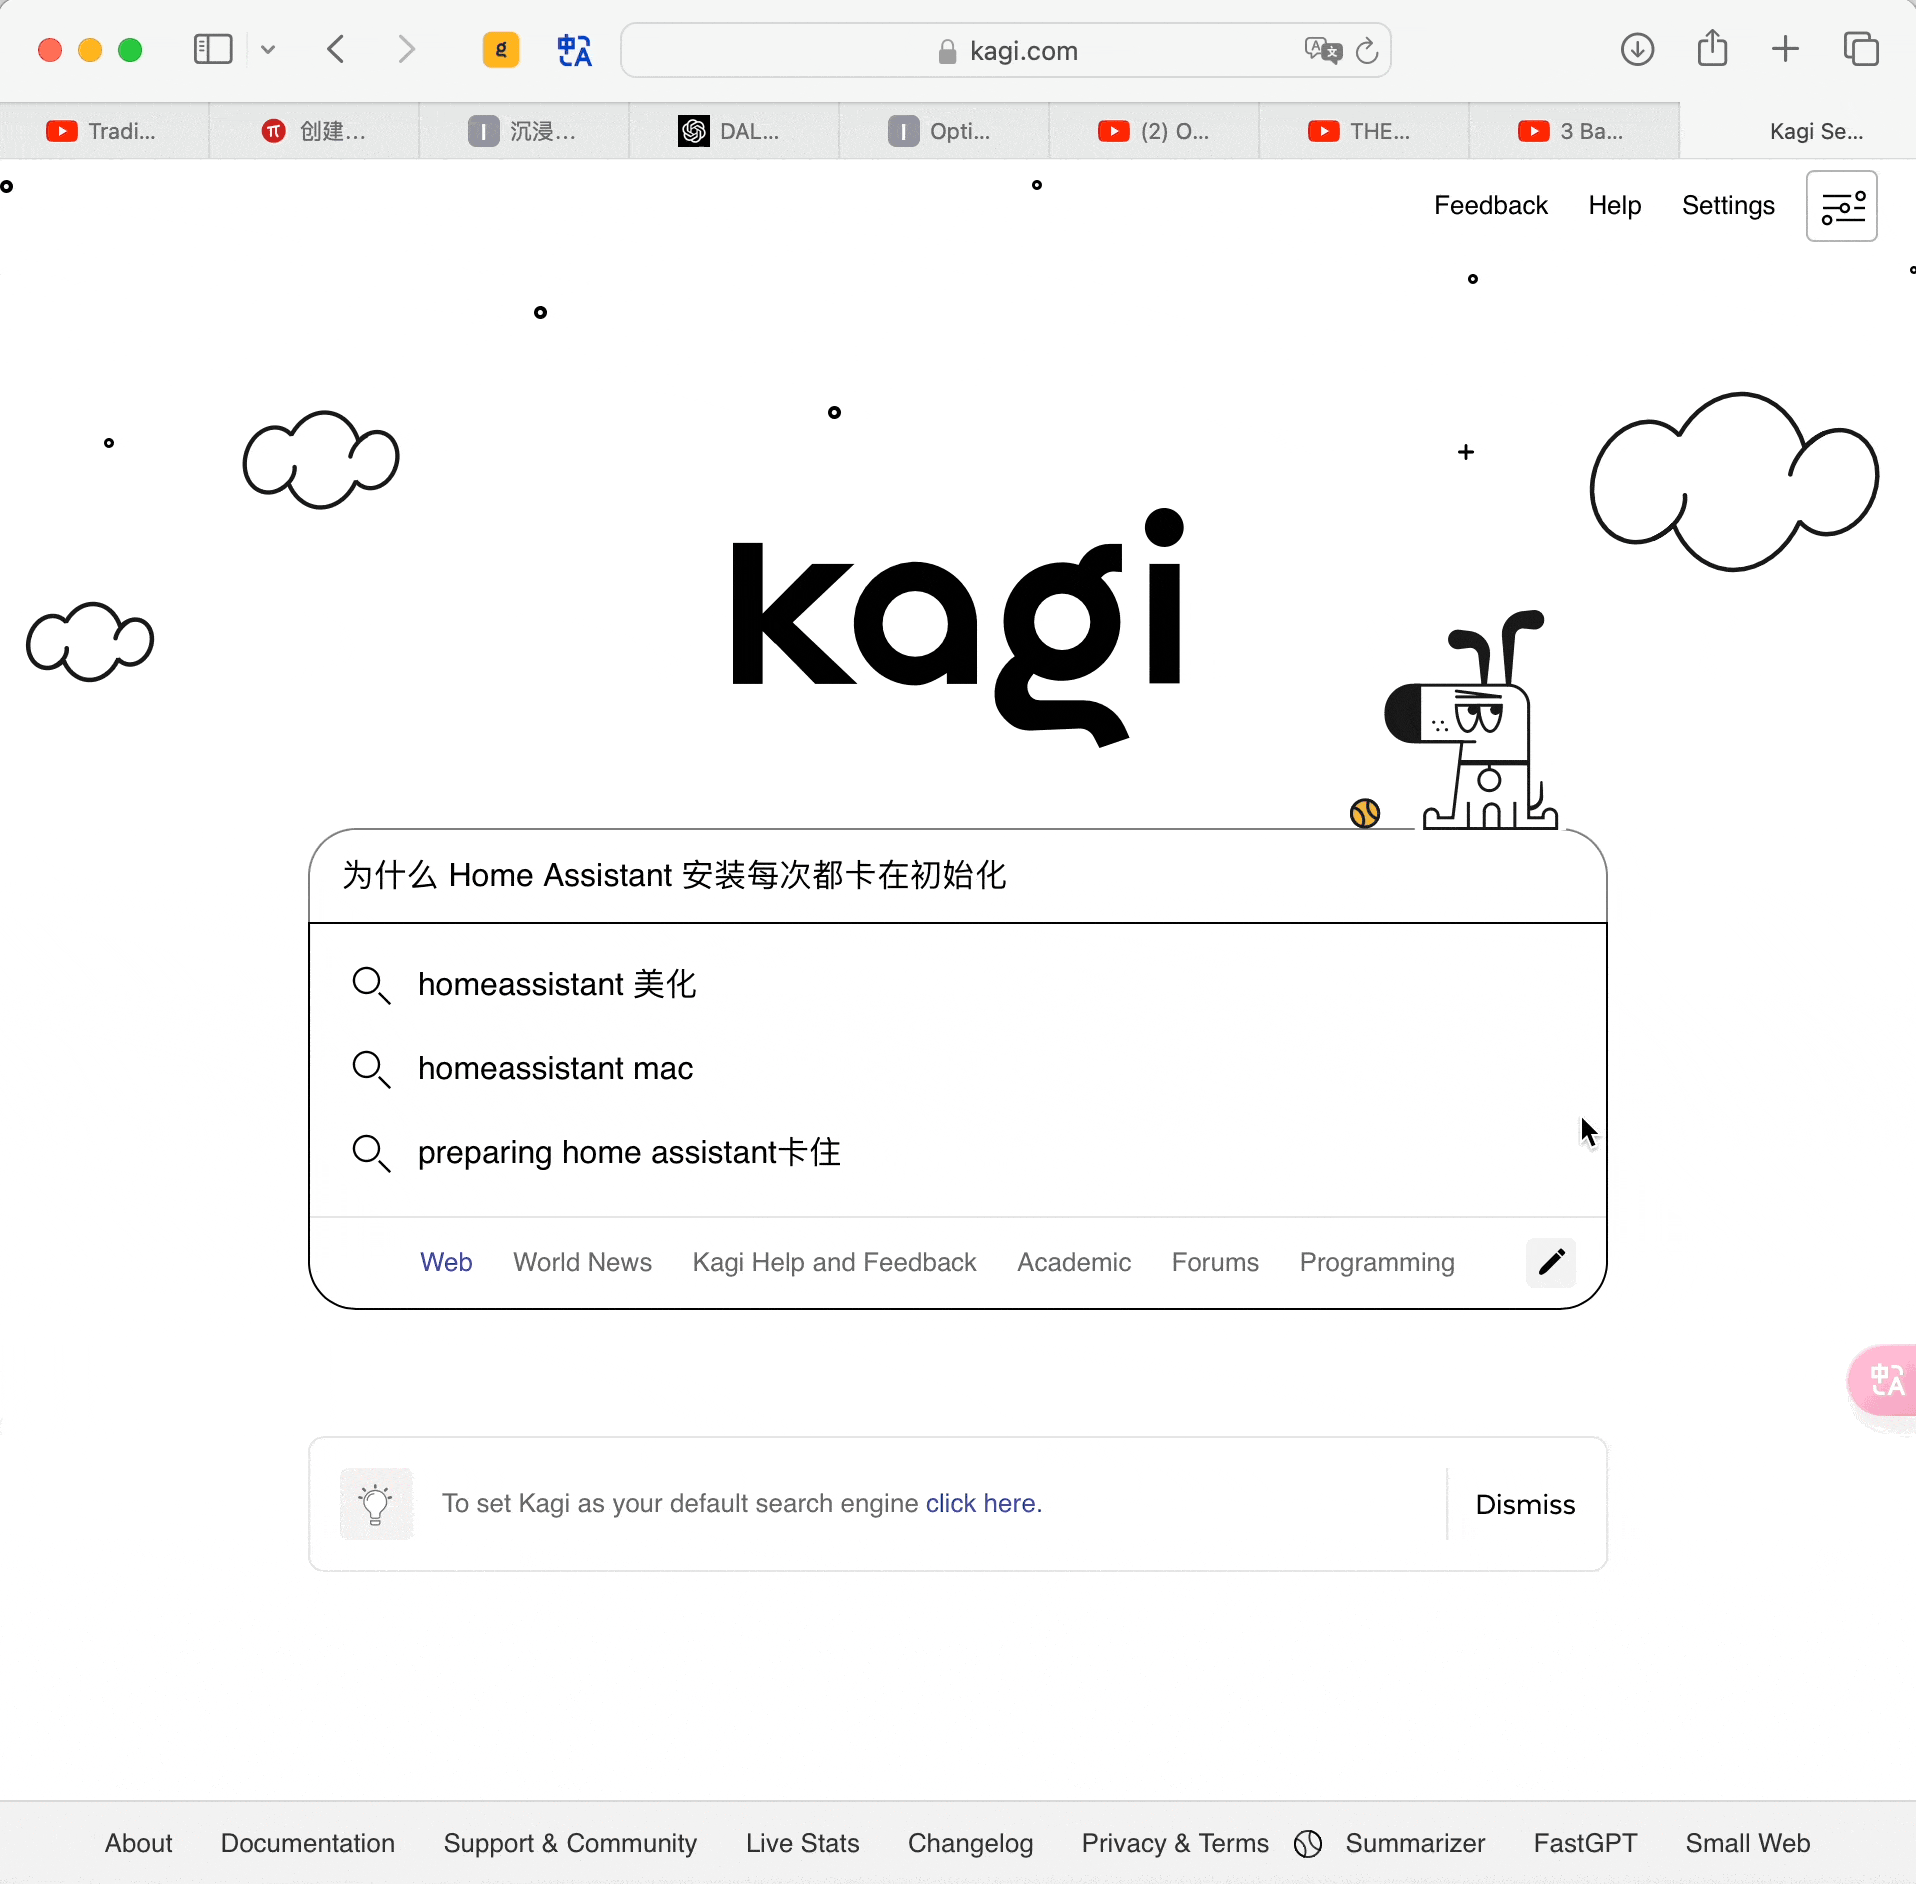 g
中A
kagi.com
Tradi...
创建...
I 沉浸...
DAL...
I Opti...
(2) O...
THE...
3 Ba...
Kagi Se...
Feedback
Help
Settings
kagi
为什么 Home Assistant 安装每次都卡在初始化
homeassistant 美化
homeassistant mac
preparing home assistant卡住
Web
World News
Kagi Help and Feedback
Academic
Forums
Programming
中A
To set Kagi as your default search engine click here.
Dismiss
About
Documentation
Support & Community
Live Stats
Changelog
Privacy & Terms
Summarizer
FastGPT
Small Web